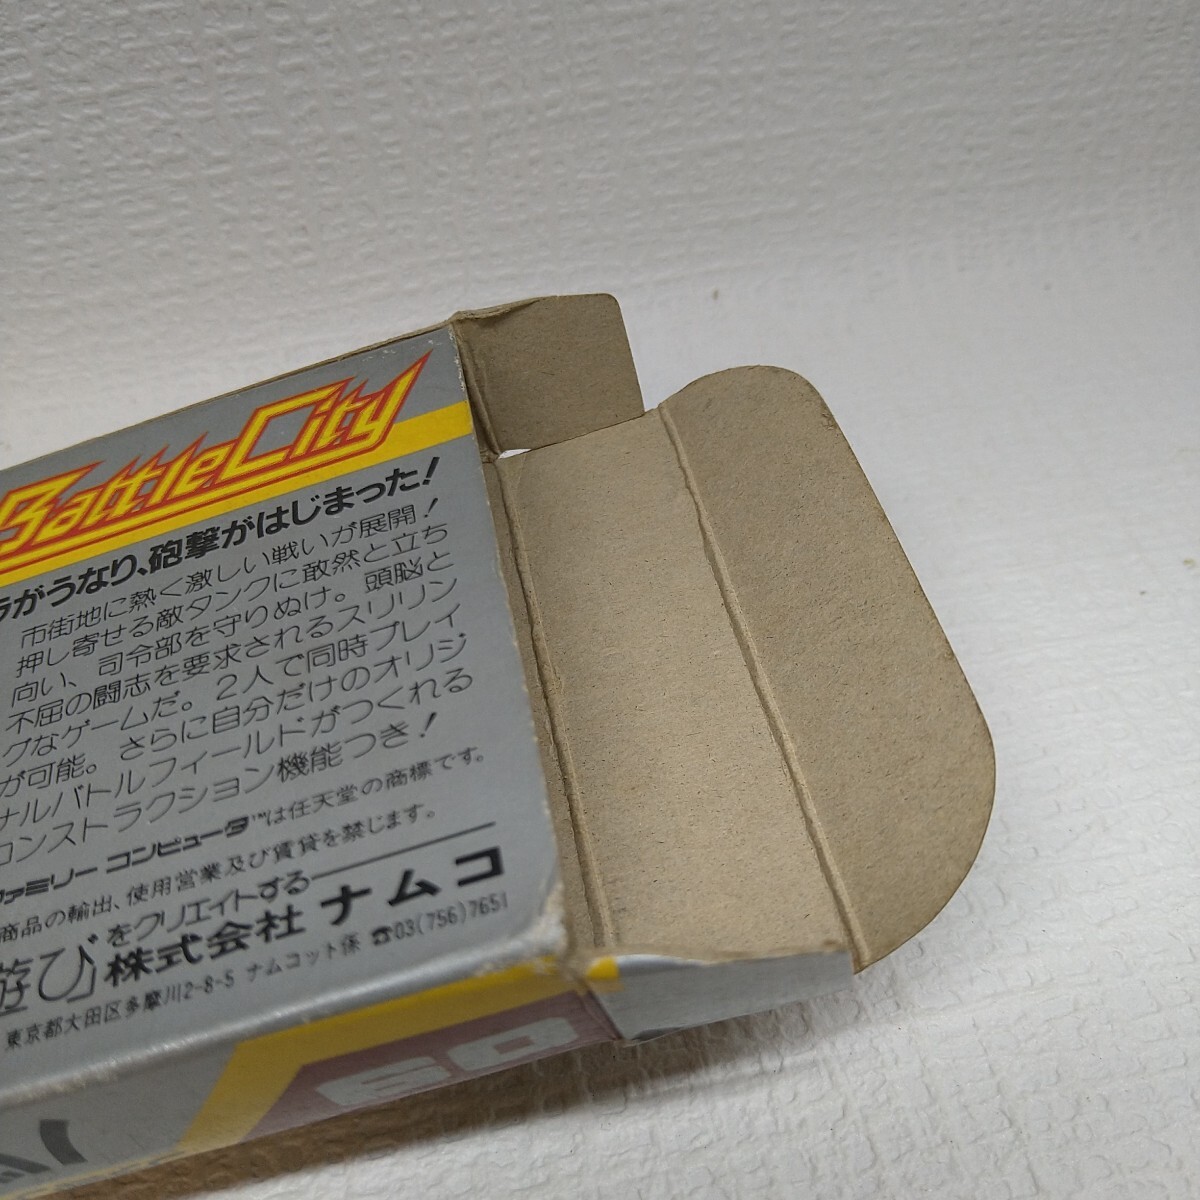 BattleCity
がうなり、砲撃がはじまった!
市街地に熱く激しい戦いが展開!
押し寄せる敵タンクに敢然と立ち
向い、司令部を守りぬけ。頭脳と
不屈の闘志を要求されるスリリン
グなゲームだ。2人で同時プレイ
が可能。さらに自分だけのオリジ
ナルバトルフィールドがつくれる
コンストラクション機能つき!
ファミリーコンピュータ™は任天堂の商標です。
商品の輸出、使用営業及び賃貸を禁じます。
遊び」をクリエイトする
株式会社ナムコ
東京都大田区多摩川2-8-5 ナムコット係 ☎03(756)7651
09